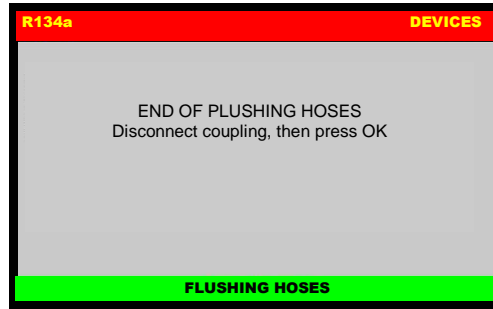 R134a DEVICES
END OF PLUSHING HOSES
Disconnect coupling, then press OK
FLUSHING HOSES